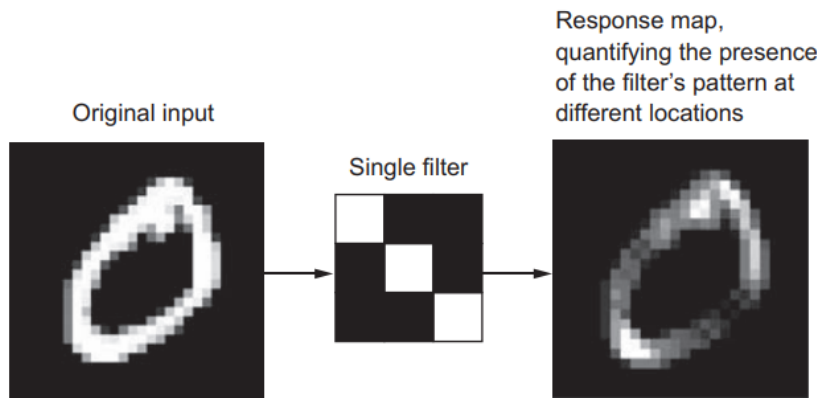 Original input
Single filter
Response map,
quantifying the presence
of the filter's pattern at
different locations